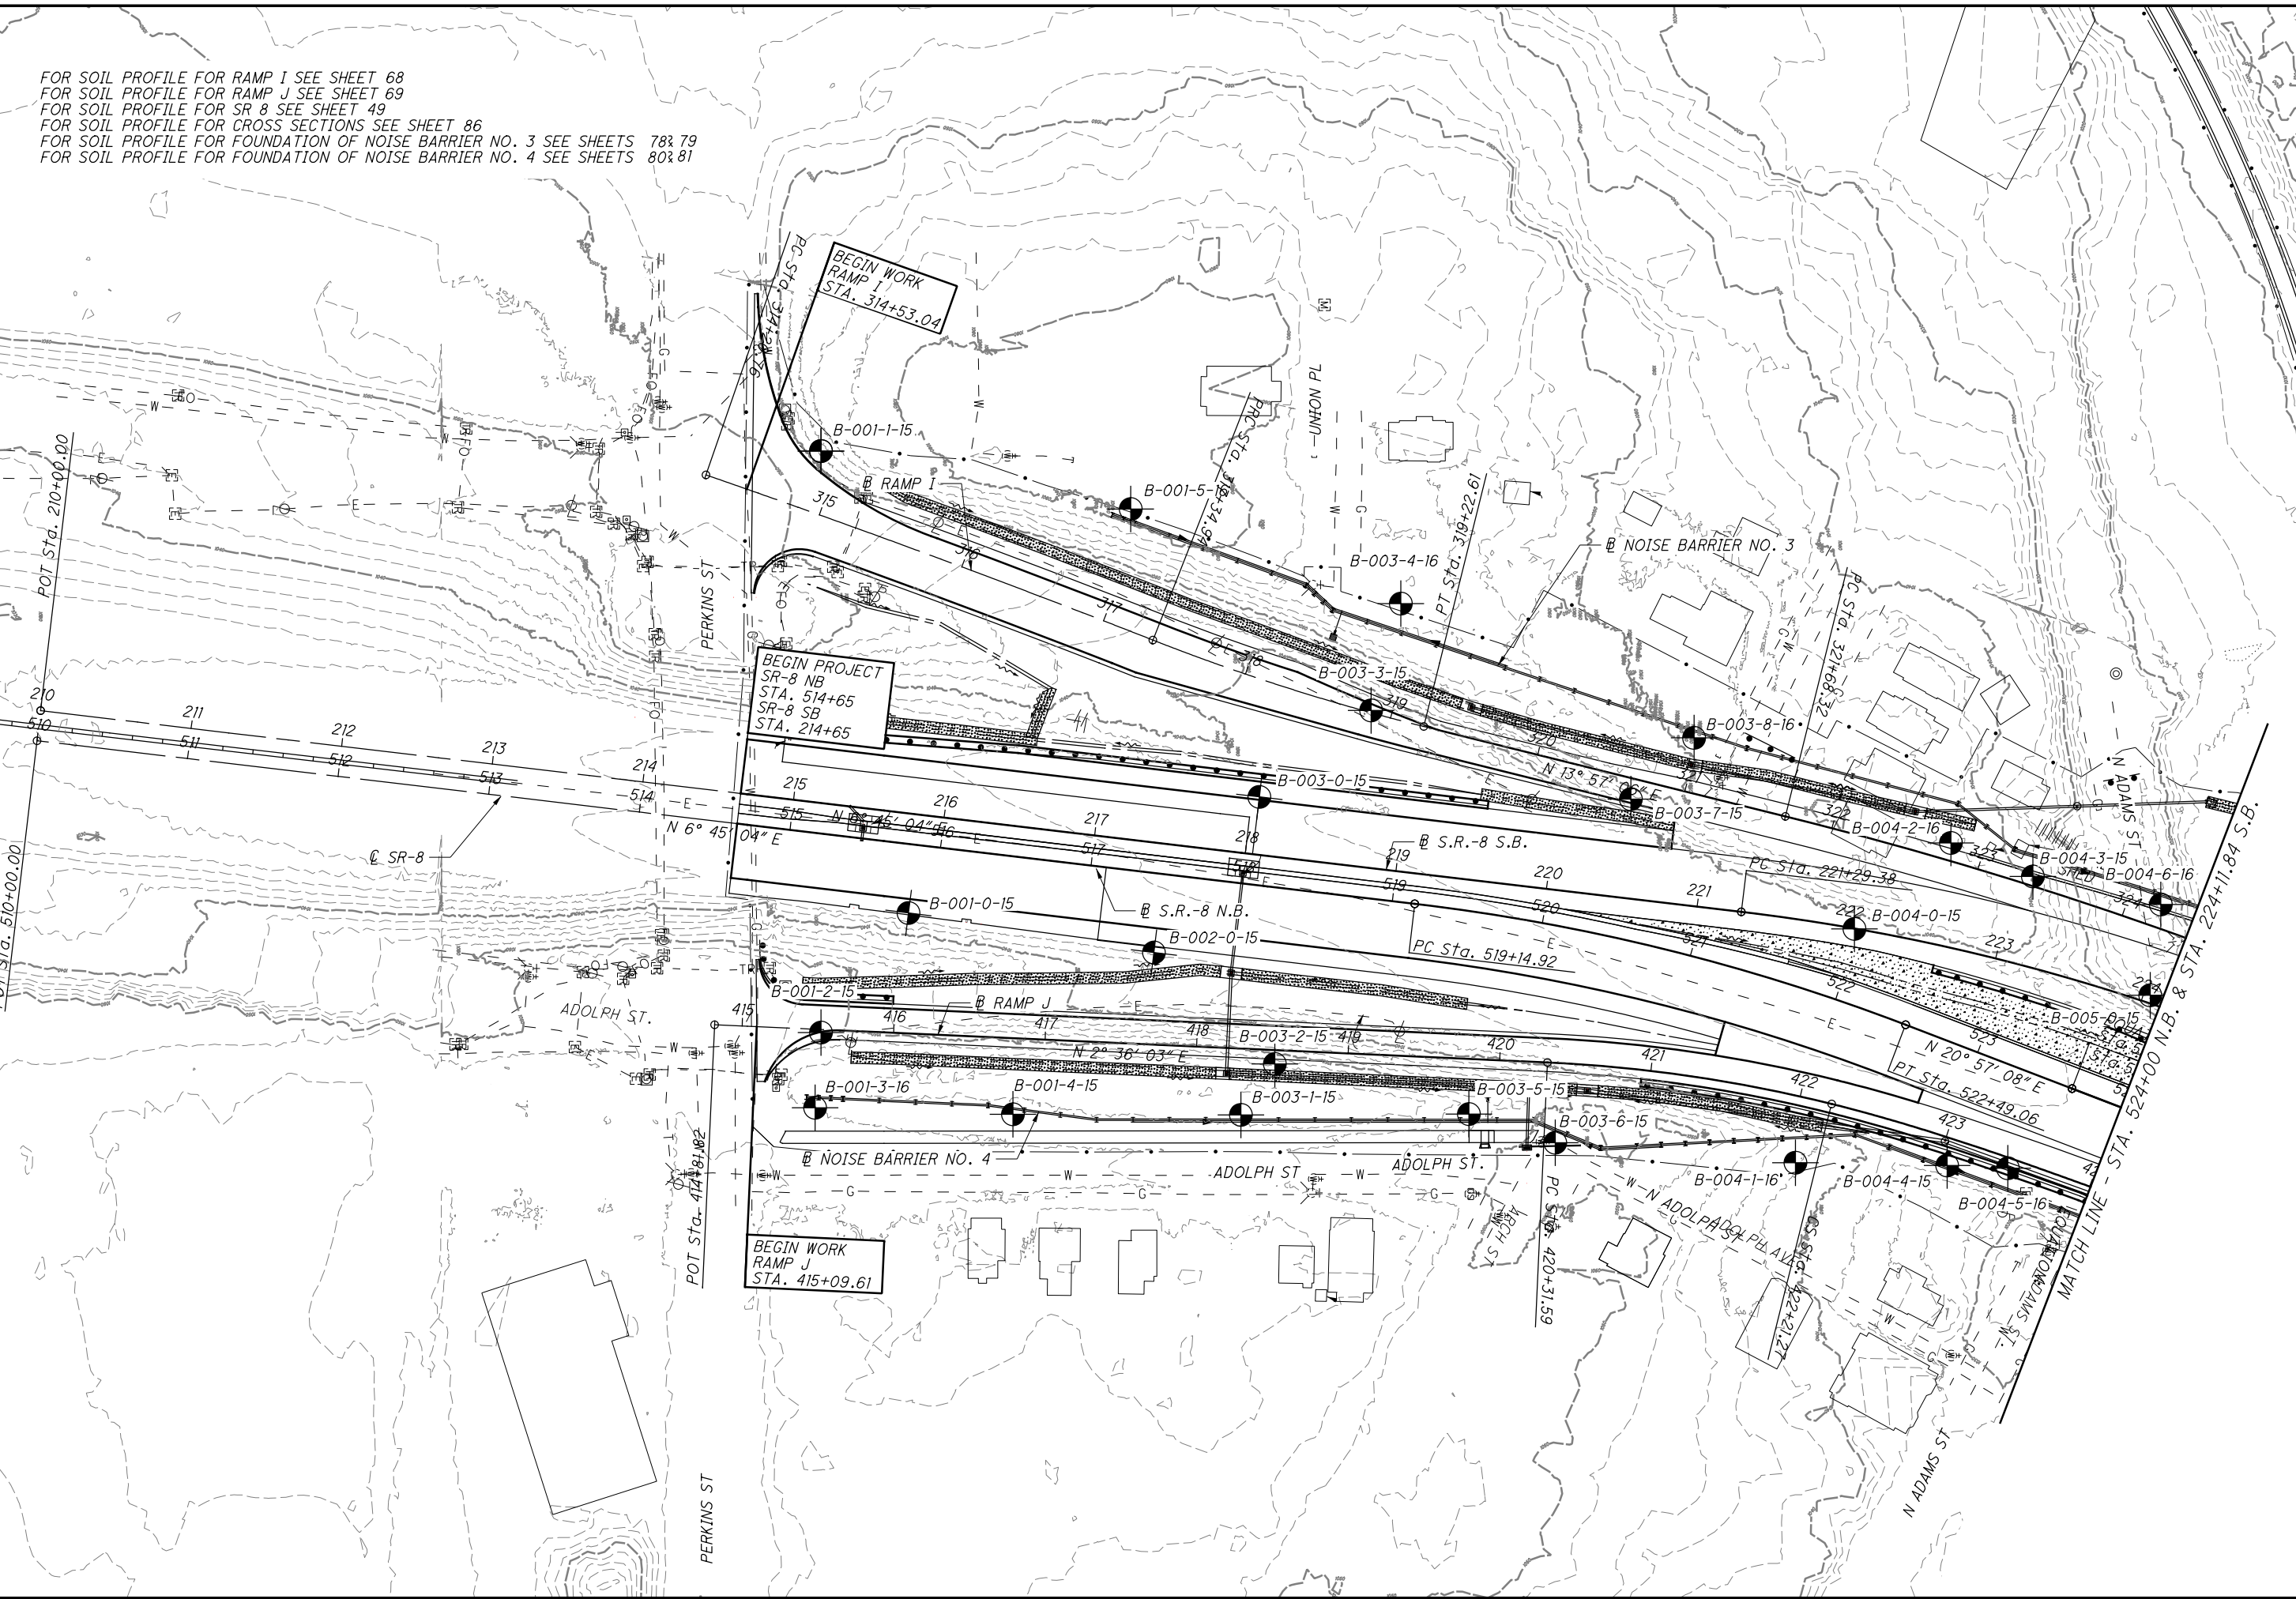 FOR SOIL PROFILE FOR RAMP I SEE SHEET 68
FOR SOIL PROFILE FOR RAMP J SEE SHEET 69
FOR SOIL PROFILE FOR SR 8 SEE SHEET 49
FOR SOIL PROFILE FOR CROSS SECTIONS SEE SHEET 86
FOR SOIL PROFILE FOR FOUNDATION OF NOISE BARRIER NO. 3 SEE SHEETS 78& 79
FOR SOIL PROFILE FOR FOUNDATION OF NOISE BARRIER NO. 4 SEE SHEETS 80& 81
BEGIN WORK
RAMP I
STA. 314+53.04
B-001-1-15
℄ RAMP I
315
316
317
318
319
320
321
322
323
324
UNION PL
PT Sta. 319+22.61
B-003-4-16
℄ NOISE BARRIER NO. 3
PC Sta. 321+68.32
B-003-3-15
B-003-8-16
B-003-0-15
B-003-7-15
B-004-2-16
B-004-3-15
SHED
B-004-6-16
N ADAMS ST
POT Sta. 210+00.00
PERKINS ST
BEGIN PROJECT
SR-8 NB
STA. 514+65
SR-8 SB
STA. 214+65
210
211
212
213
214
215
216
217
218
219
220
221
222
223
224
510
511
512
513
514
515
516
517
518
519
520
521
522
523
N 6° 45' 04" E
N 6° 45' 04" E
℄ SR-8
℄ S.R.-8 S.B.
℄ S.R.-8 N.B.
PC Sta. 221+29.38
PC Sta. 519+14.92
B-001-0-15
B-002-0-15
B-004-0-15
B-005-0-15
N 20° 57' 08" E
PT Sta. 522+49.06
MATCH LINE - STA. 524+00 N.B. & STA. 224+11.84 S.B.
B-001-2-15
℄ RAMP J
ADOLPH ST.
415
416
417
418
419
420
421
422
423
N 2° 36' 03" E
B-003-2-15
B-001-3-16
B-001-4-15
B-003-1-15
B-003-5-15
B-003-6-15
B-004-1-16
B-004-4-15
B-004-5-16
℄ NOISE BARRIER NO. 4
ADOLPH ST
ADOLPH ST.
ARCH ST
N ADOLPH ST
ADOLPH AV
PC Sta. 420+31.59
CS Sta. 422+21.27
POT Sta. 414+81.82
BEGIN WORK
RAMP J
STA. 415+09.61
PERKINS ST
N ADAMS ST